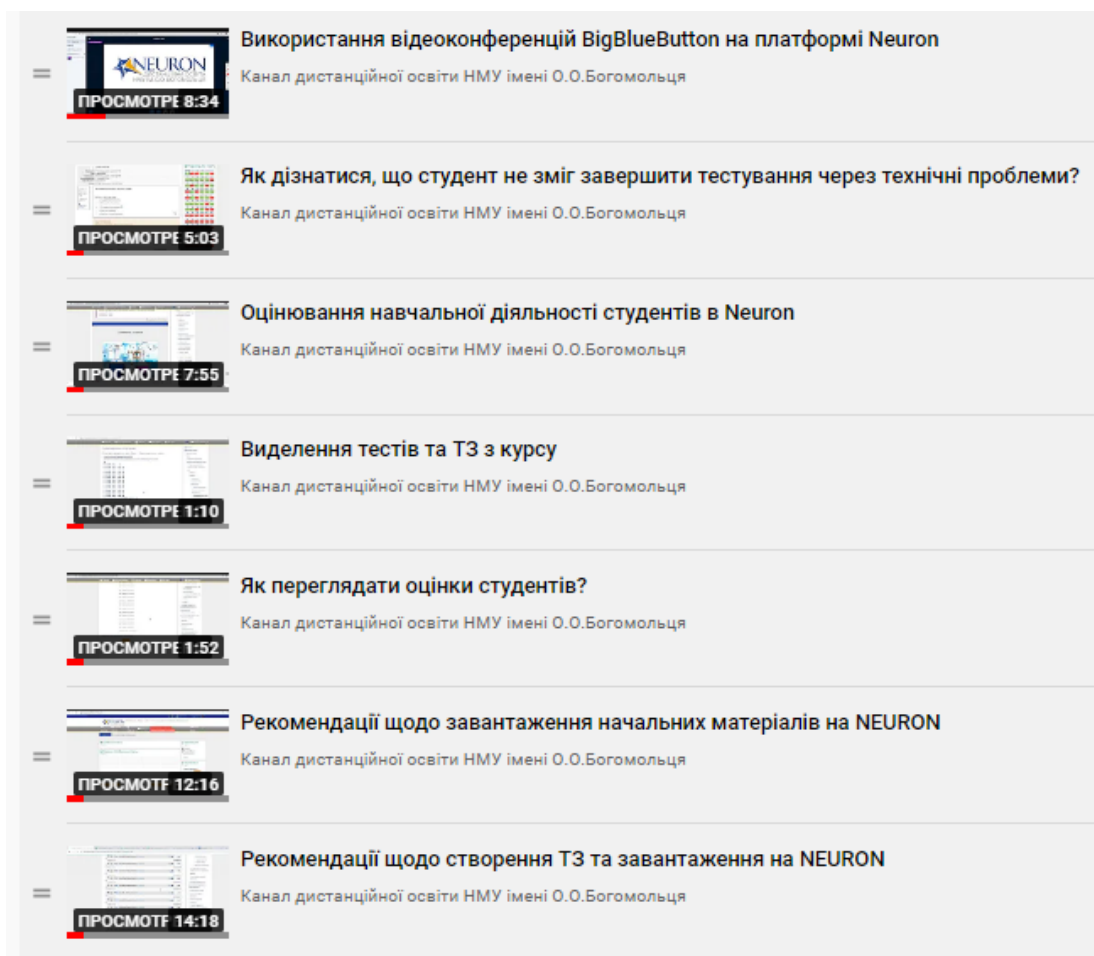 NEURON
ПРОСМОТРЕ 8:34
Використання відеоконференцій BigBlueButton на платформі Neuron
Канал дистанційної освіти НМУ імені О.О.Богомольця
ПРОСМОТРЕ 5:03
Як дізнатися, що студент не зміг завершити тестування через технічні проблеми?
Канал дистанційної освіти НМУ імені О.О.Богомольця
ПРОСМОТРЕ 7:55
Оцінювання навчальної діяльності студентів в Neuron
Канал дистанційної освіти НМУ імені О.О.Богомольця
ПРОСМОТРЕ 1:10
Виделення тестів та ТЗ з курсу
Канал дистанційної освіти НМУ імені О.О.Богомольця
ПРОСМОТРЕ 1:52
Як переглядати оцінки студентів?
Канал дистанційної освіти НМУ імені О.О.Богомольця
ПРОСМОТР 12:16
Рекомендації щодо завантаження начальних матеріалів на NEURON
Канал дистанційної освіти НМУ імені О.О.Богомольця
ПРОСМОТР 14:18
Рекомендації щодо створення ТЗ та завантаження на NEURON
Канал дистанційної освіти НМУ імені О.О.Богомольця